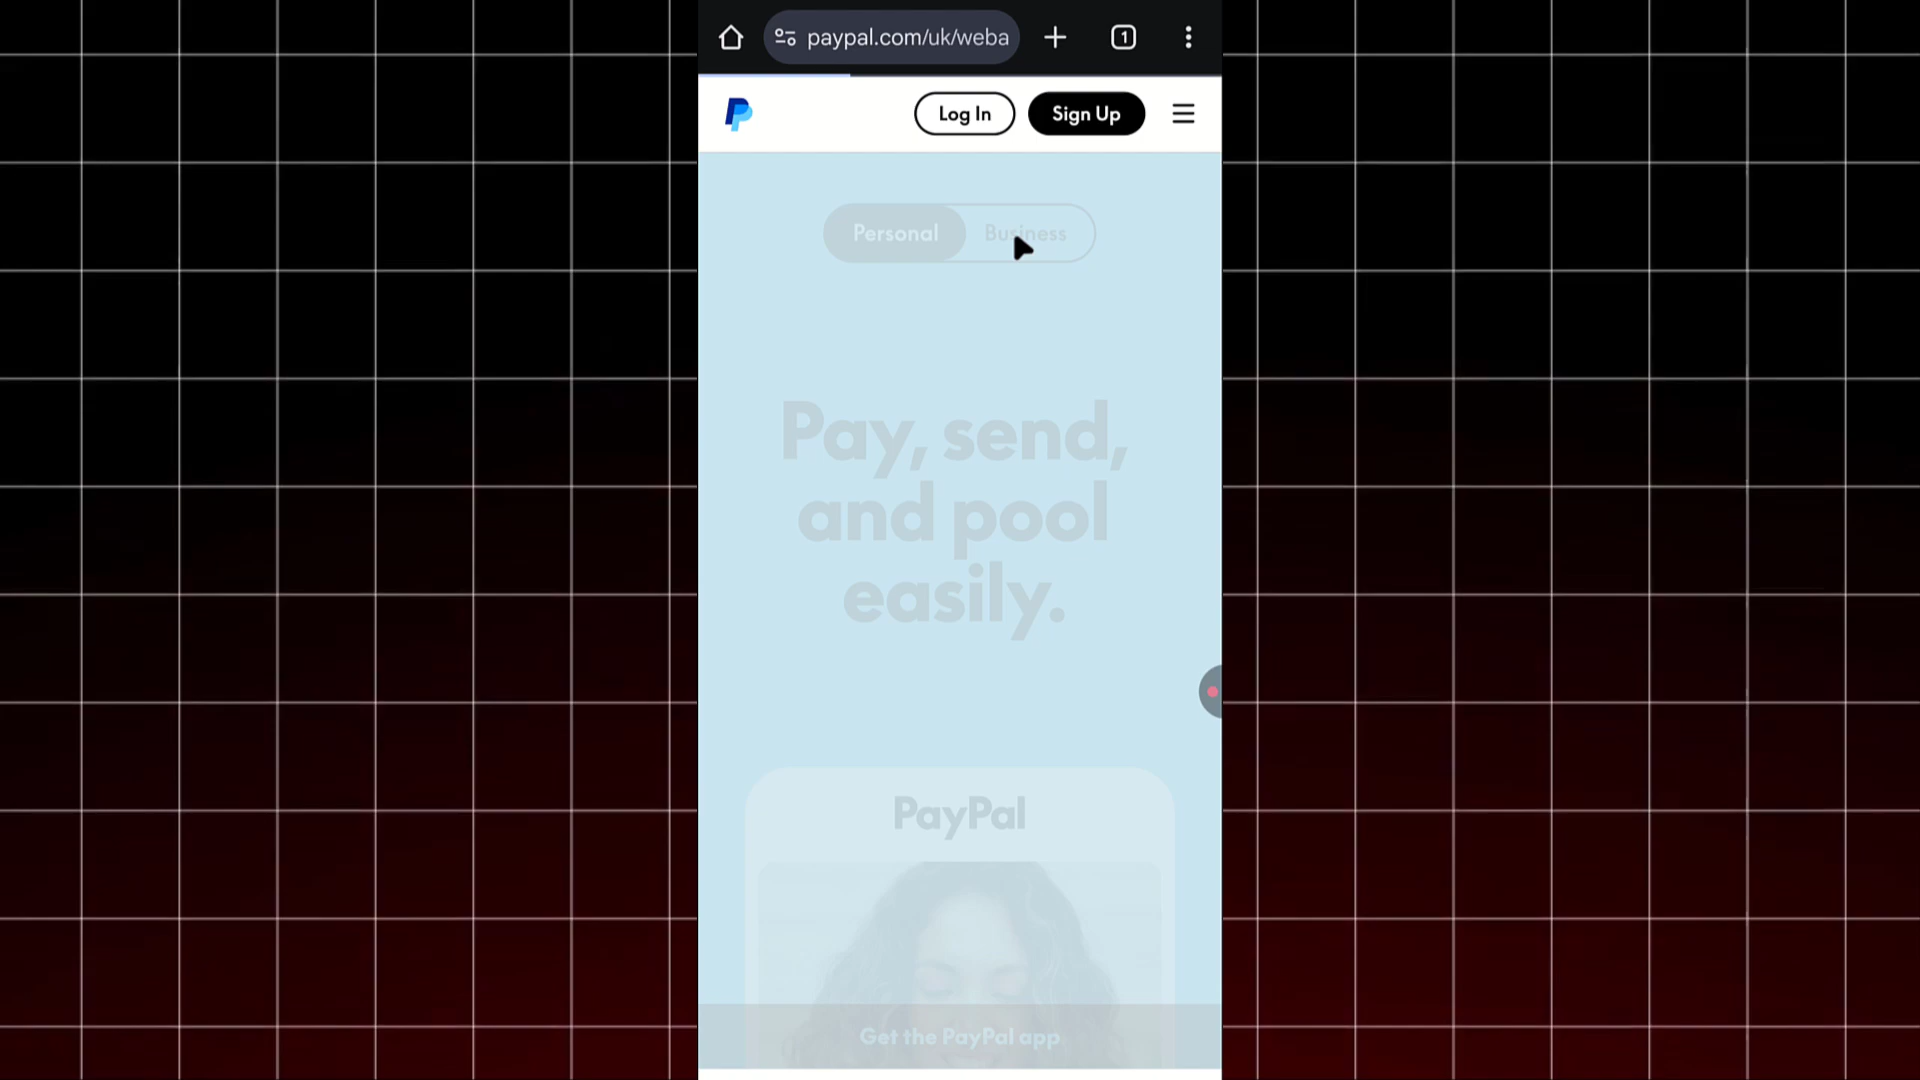 paypal.com/uk/weba
1
Log In
Sign Up
Personal
Business
Pay, send,
and pool
easily.
PayPal
Get the PayPal app.